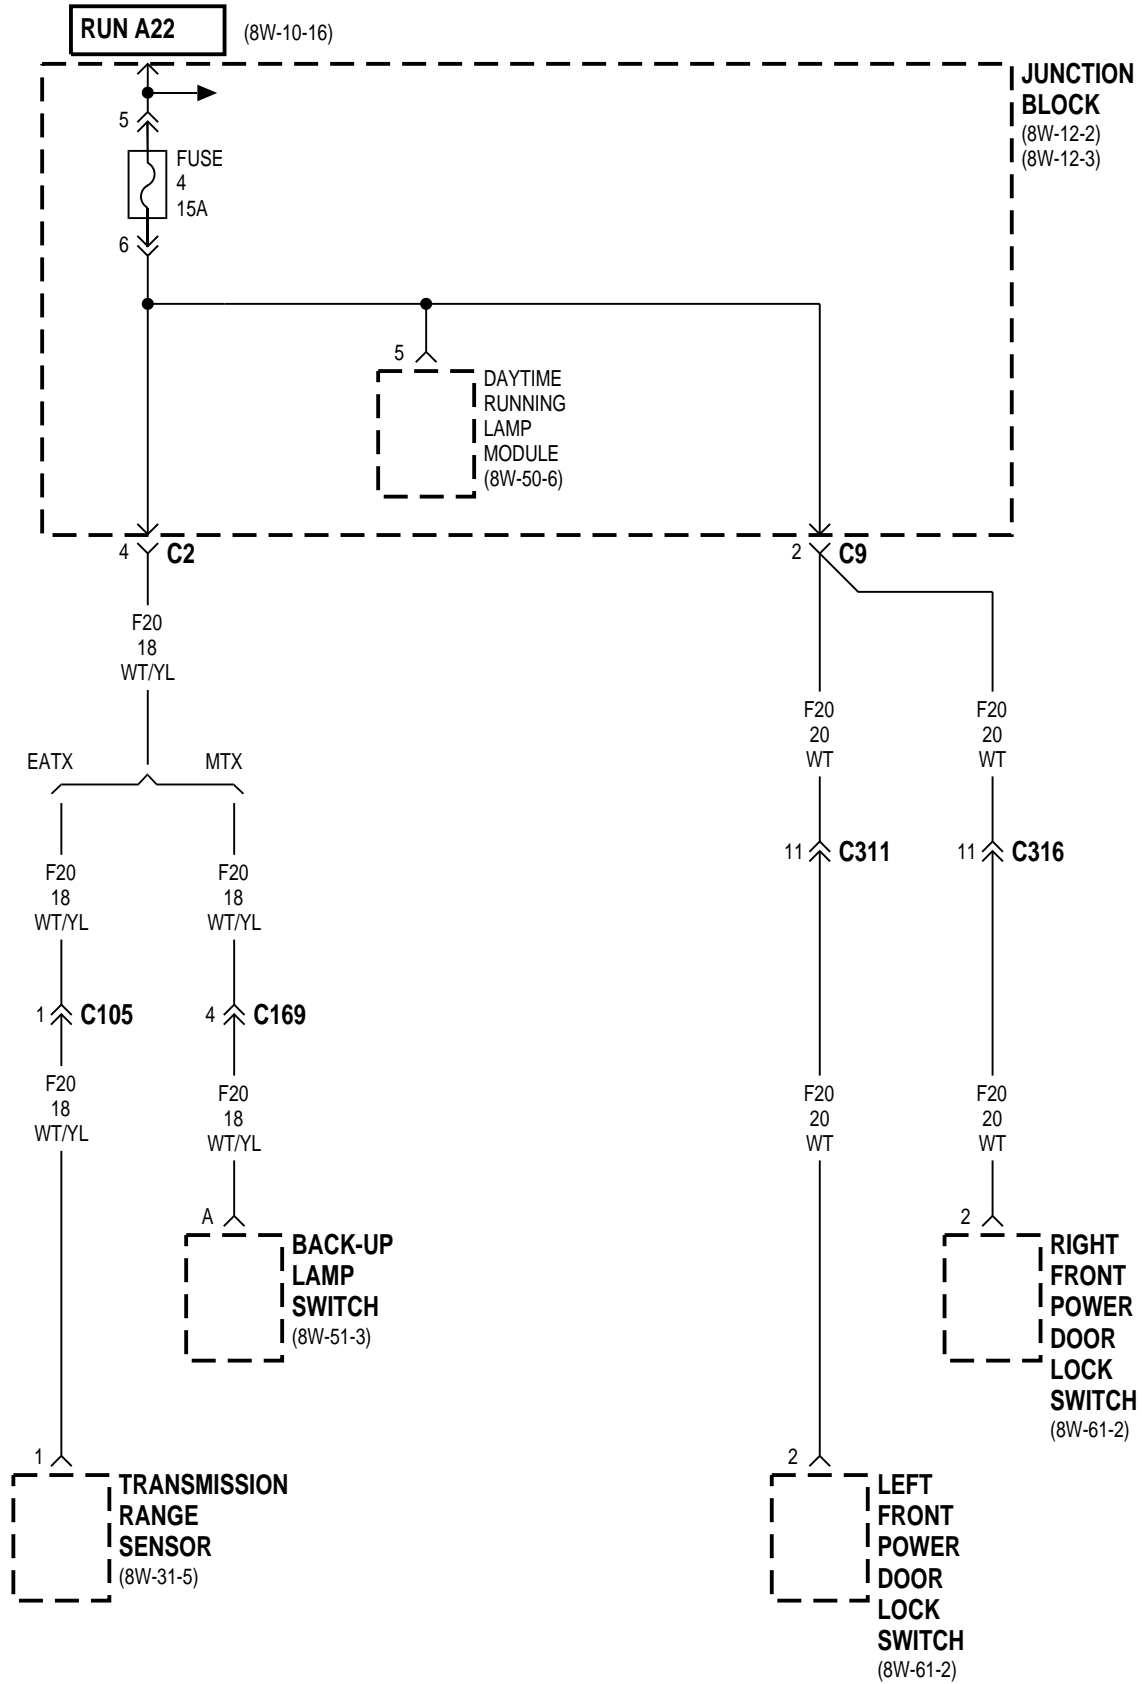 RUN A22
(8W-10-16)
JUNCTION
BLOCK
(8W-12-2)
(8W-12-3)
5
FUSE
4
15A
6
5
DAYTIME
RUNNING
LAMP
MODULE
(8W-50-6)
4
C2
2
C9
F20
18
WT/YL
F20
20
WT
F20
20
WT
EATX
MTX
11
C311
11
C316
F20
18
WT/YL
F20
18
WT/YL
1
C105
4
C169
F20
18
WT/YL
F20
18
WT/YL
F20
20
WT
F20
20
WT
A
BACK-UP
LAMP
SWITCH
(8W-51-3)
2
RIGHT
FRONT
POWER
DOOR
LOCK
SWITCH
(8W-61-2)
1
TRANSMISSION
RANGE
SENSOR
(8W-31-5)
2
LEFT
FRONT
POWER
DOOR
LOCK
SWITCH
(8W-61-2)